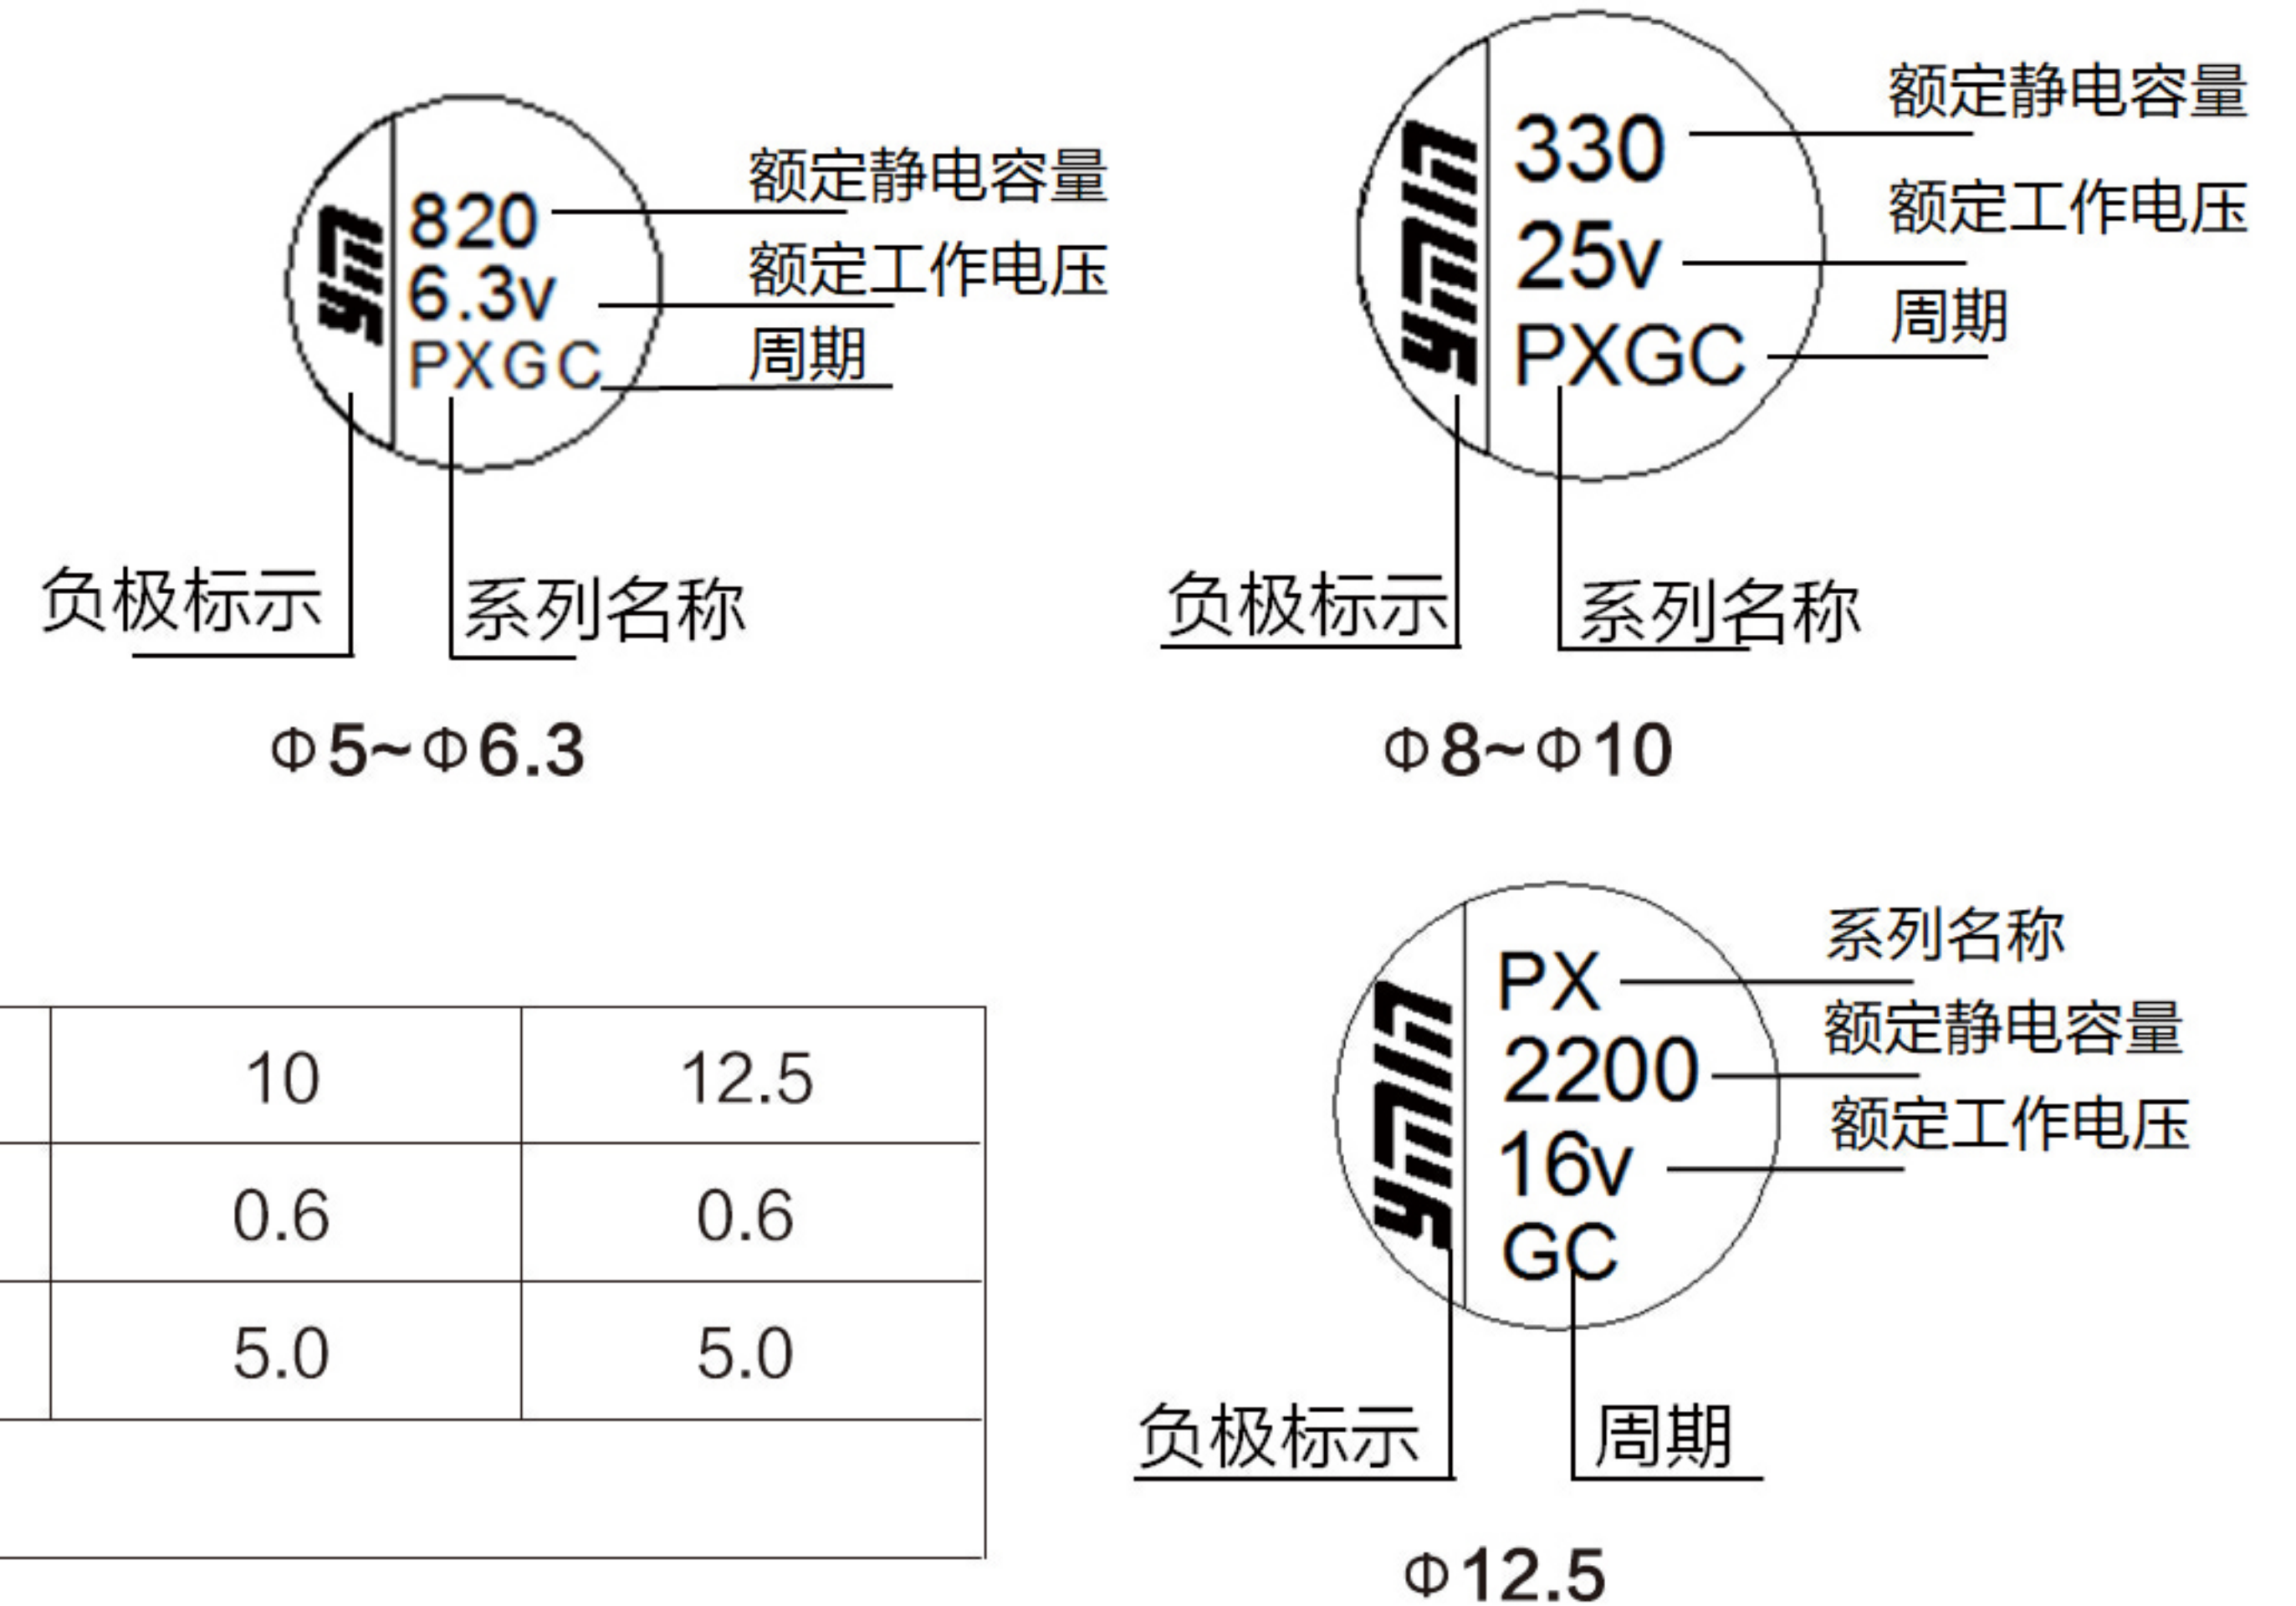 820
6.3v
PXGC
ymin
额定静电容量
额定工作电压
周期
负极标示
系列名称
Φ5~Φ6.3
330
25v
PXGC
ymin
额定静电容量
额定工作电压
周期
负极标示
系列名称
Φ8~Φ10
10 12.5
0.6 0.6
5.0 5.0
PX
2200
16v
GC
ymin
系列名称
额定静电容量
额定工作电压
负极标示
周期
Φ12.5